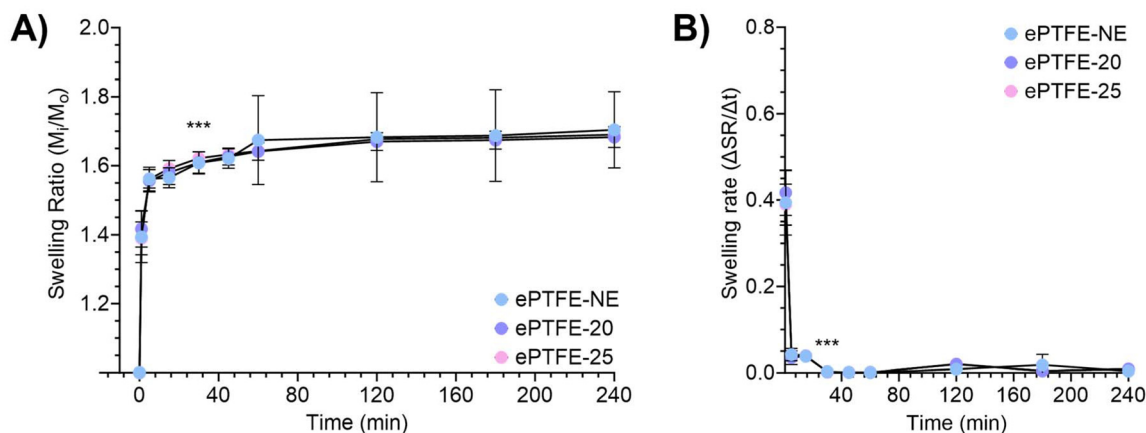 A)
Swelling Ratio (Mi/Mo)
2.0
1.8
1.6
1.4
1.2
***
ePTFE-NE
ePTFE-20
ePTFE-25
0 40 80 120 160 200 240
Time (min)
B)
Swelling rate (ΔSR/Δt)
0.8
0.6
0.4
0.2
0.0
***
ePTFE-NE
ePTFE-20
ePTFE-25
40 80 120 160 200 240
Time (min)